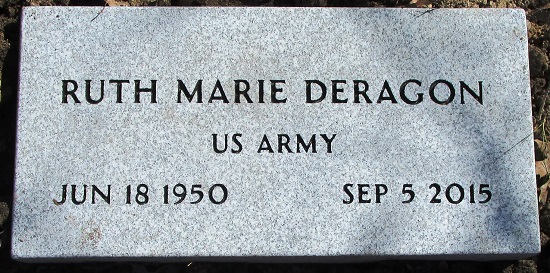 RUTH MARIE DERAGON
US ARMY
JUN 18 1950 SEP 5 2015